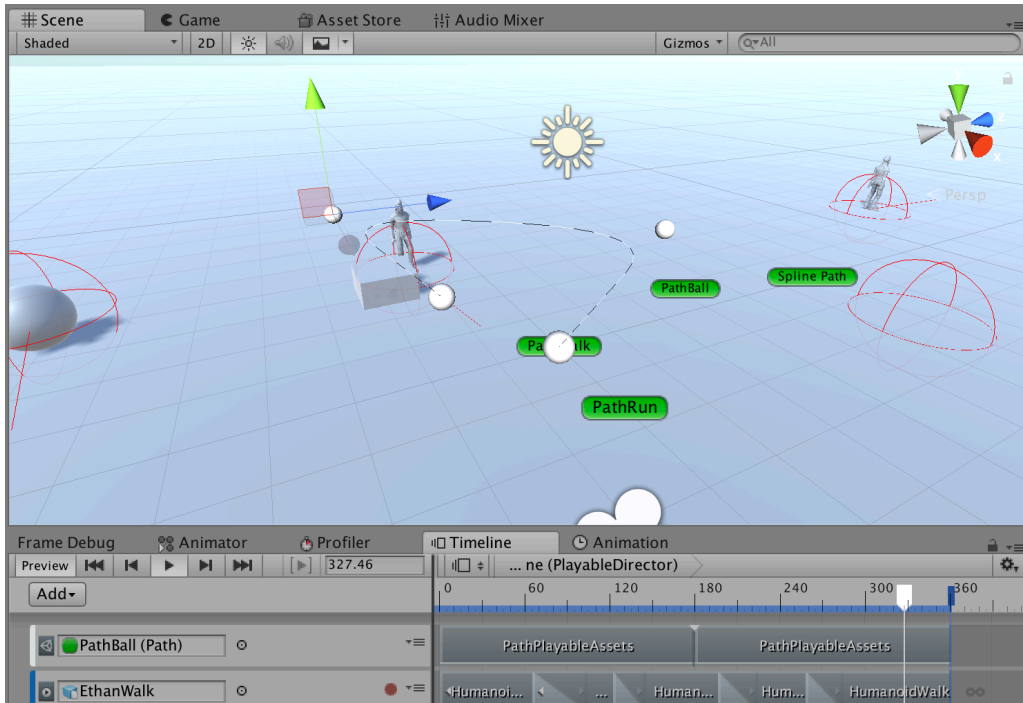 Scene Game Asset Store Audio Mixer
Shaded 2D Gizmos All
y
z
x
Persp
Spline Path
PathBall
PathRun
Frame Debug Animator Profiler Timeline Animation
Preview 327.46 ... ne (PlayableDirector)
Add 0 60 120 180 240 300 360
PathBall (Path) PathPlayableAssets PathPlayableAssets
EthanWalk Humanoi... ... Human... Hum... HumanoidWalk